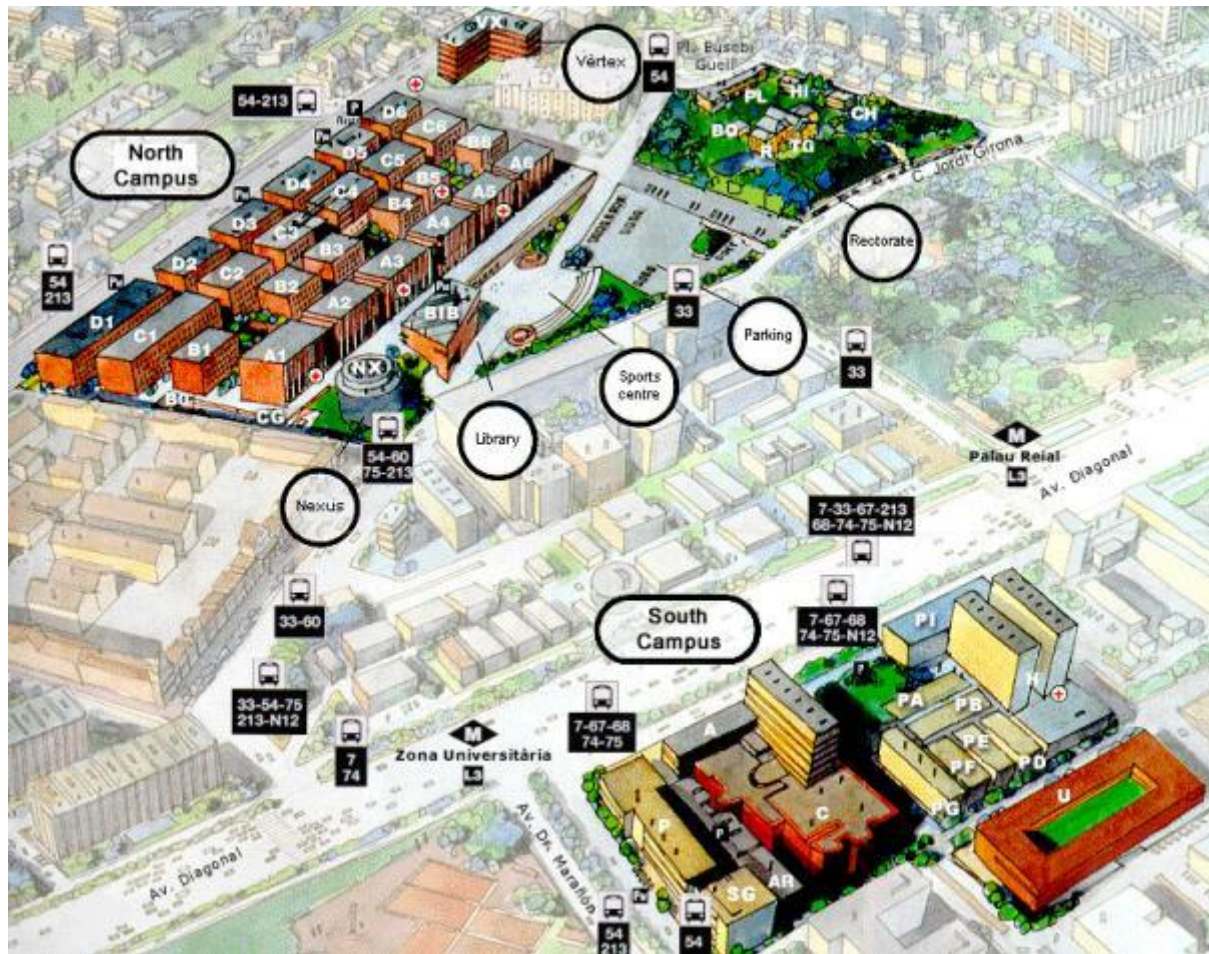 VX
Vèrtex
54
Pl. Eusebi
Güell
54-213
P
D6
PL
HI
BO
CH
R
TG
North
Campus
D5
C6
B6
A6
C. Jordi Girona
D4
C5
B5
A5
C4
B4
A4
Rectorate
D3
C3
B3
A3
54
213
D2
C2
B2
A2
33
D1
C1
B1
A1
BIB
Parking
33
NX
Sports
centre
CG
Library
54-60
75-213
M
Palau Reial
L3
Av. Diagonal
Nexus
7-33-67-213
68-74-75-N12
33-60
South
Campus
7-67-68
74-75-N12
PI
33-54-75
213-N12
7-67-68
74-75
PA
PB
H
7
74
M
Zona Universitària
L3
A
PE
PF
PD
PG
U
C
P
P
Av. Diagonal
Av. Dr. Marañón
AR
SG
54
213
54